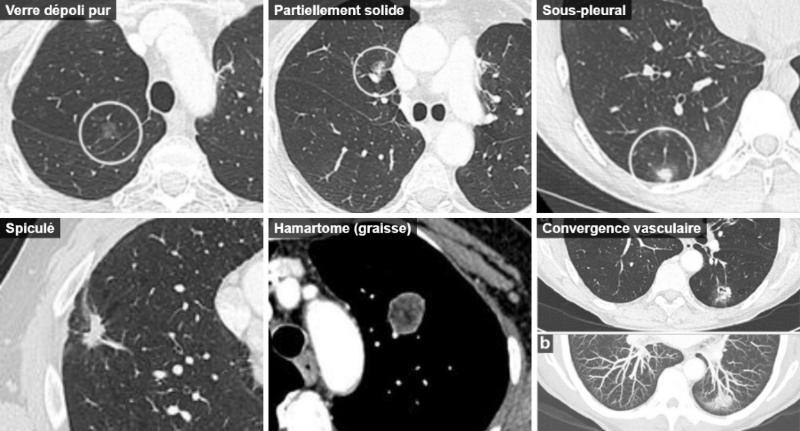 Verre dépoli pur
Partiellement solide
Sous-pleural
Spiculé
Hamartome (graisse)
Convergence vasculaire
b